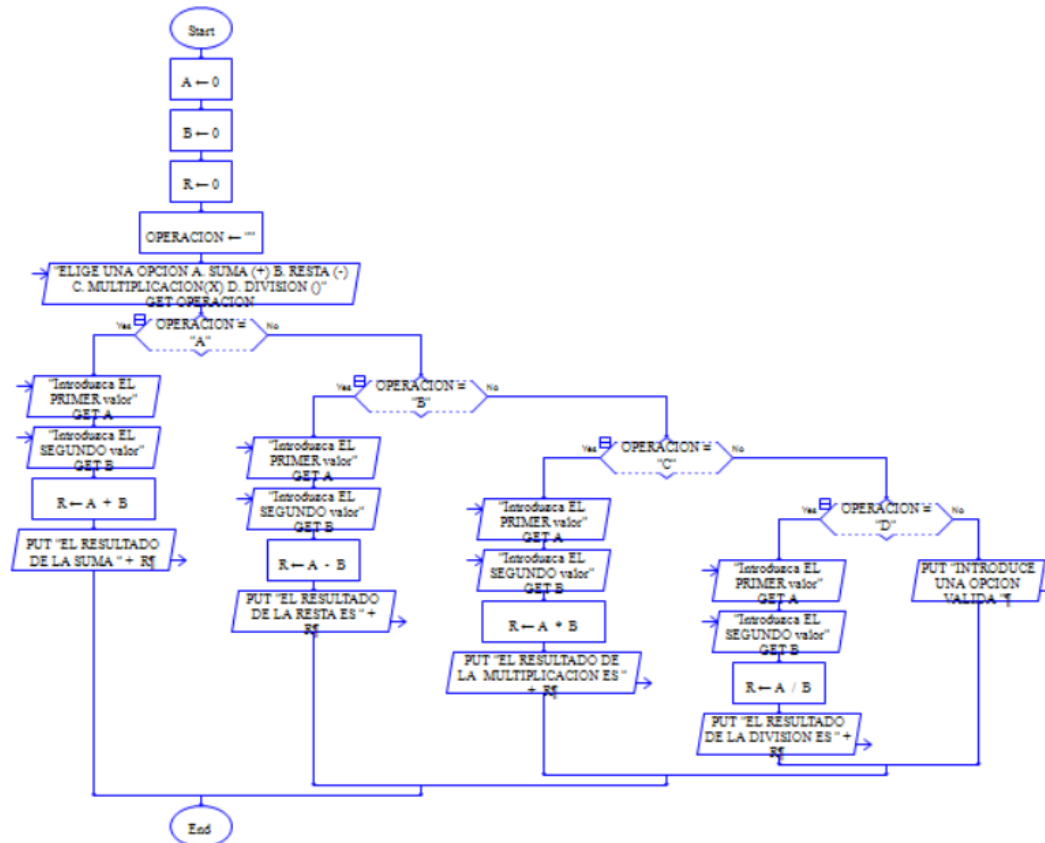 Start
A ← 0
B ← 0
R ← 0
OPERACION ← ""
"ELIGE UNA OPCION A. SUMA (+) B. RESTA (-)
C. MULTIPLICACION(X) D. DIVISION ()"
GET OPERACION
Yes
OPERACION =
"A"
No
"Introduzca EL
PRIMER valor"
GET A
"Introduzca EL
SEGUNDO valor"
GET B
R ← A + B
PUT "EL RESULTADO
DE LA SUMA " + R¶
Yes
OPERACION =
"B"
No
"Introduzca EL
PRIMER valor"
GET A
"Introduzca EL
SEGUNDO valor"
GET B
R ← A - B
PUT "EL RESULTADO
DE LA RESTA ES " +
R¶
Yes
OPERACION =
"C"
No
"Introduzca EL
PRIMER valor"
GET A
"Introduzca EL
SEGUNDO valor"
GET B
R ← A * B
PUT "EL RESULTADO DE
LA MULTIPLICACION ES "
+ R¶
Yes
OPERACION =
"D"
No
"Introduzca EL
PRIMER valor"
GET A
"Introduzca EL
SEGUNDO valor"
GET B
R ← A / B
PUT "EL RESULTADO
DE LA DIVISION ES " +
R¶
PUT "INTRODUCE
UNA OPCION
VALIDA "¶
End